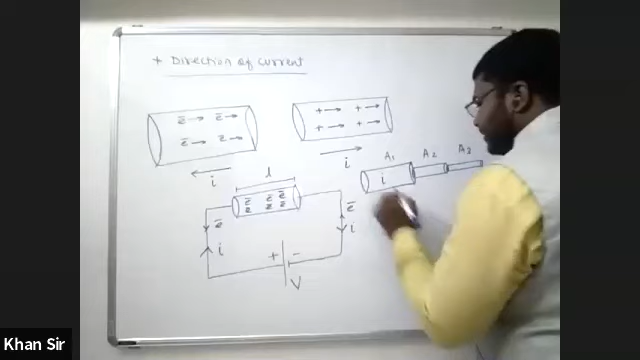 * Direction of current
ē → ē →
ē → ē →
+ → + →
+ → + →
i
i
l
A1 A2 A3
i
ē ē ē
ē ē ē
ē
ē
i
i
+ -
V
Khan Sir